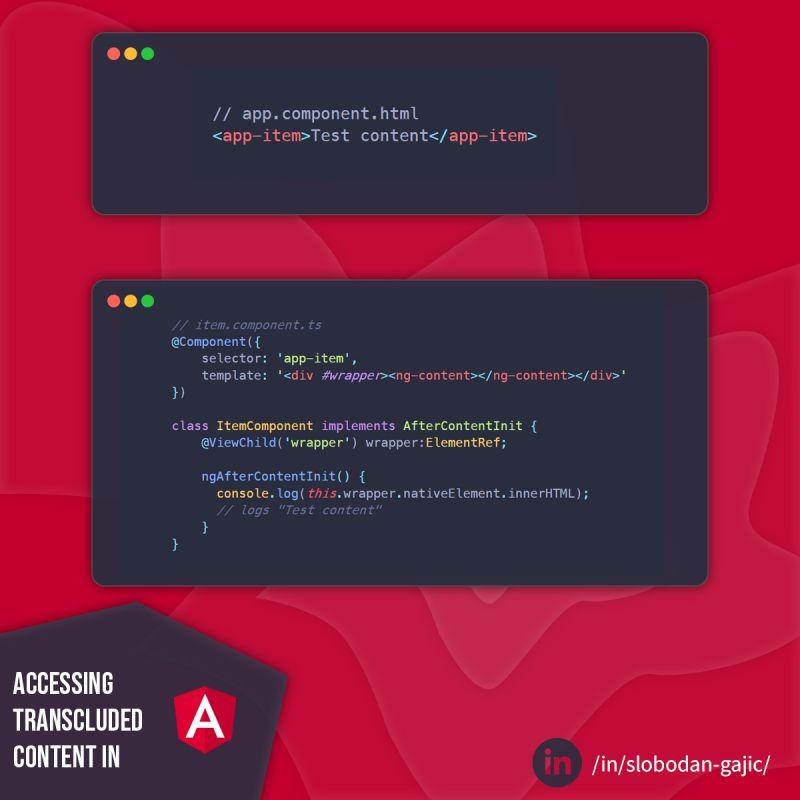 // app.component.html
<app-item>Test content</app-item>
// item.component.ts
@Component({
    selector: 'app-item',
    template: '<div #wrapper><ng-content></ng-content></div>'
})
class ItemComponent implements AfterContentInit {
    @ViewChild('wrapper') wrapper:ElementRef;
    ngAfterContentInit() {
      console.log(this.wrapper.nativeElement.innerHTML);
      // logs “Test content”
    }
}
ACCESSING
TRANSCLUDED
CONTENT IN
A
in /in/slobodan-gajic/